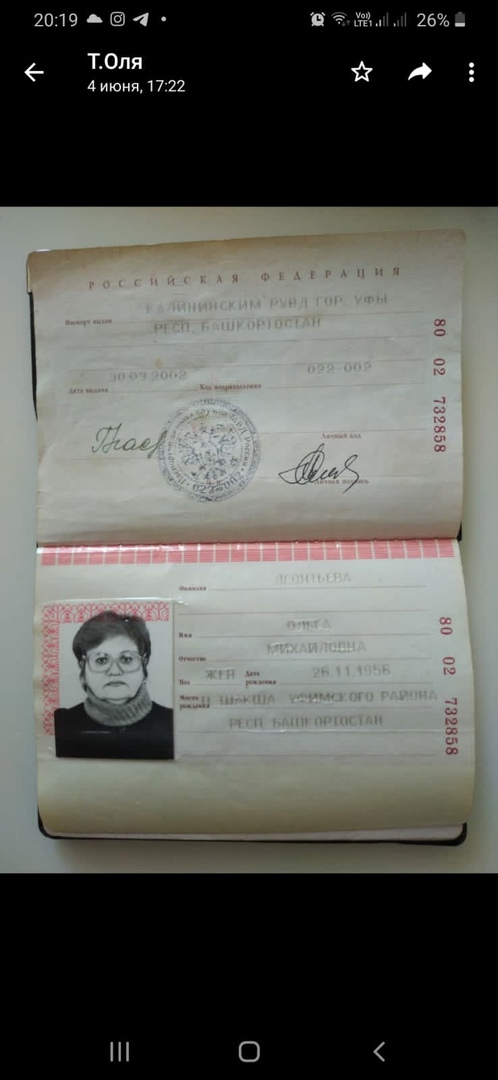 20:19
Vo))
LTE1
26%
Т.Оля
4 июня, 17:22
РОССИЙСКАЯ ФЕДЕРАЦИЯ
Паспорт выдан
КАЛИНИНСКИМ РУВД ГОР. УФЫ
РЕСП. БАШКОРТОСТАН
30.03.2002
022-002
Дата выдачи
Код подразделения
Личный код
Личная подпись
80 02 732858
Фамилия
ЛЕОНТЬЕВА
Имя
ОЛЬГА
Отчество
МИХАЙЛОВНА
Пол
ЖЕН
Дата рождения
26.11.1956
Место рождения
П. ШАКША УФИМСКОГО РАЙОНА
РЕСП. БАШКОРТОСТАН
80 02 732858